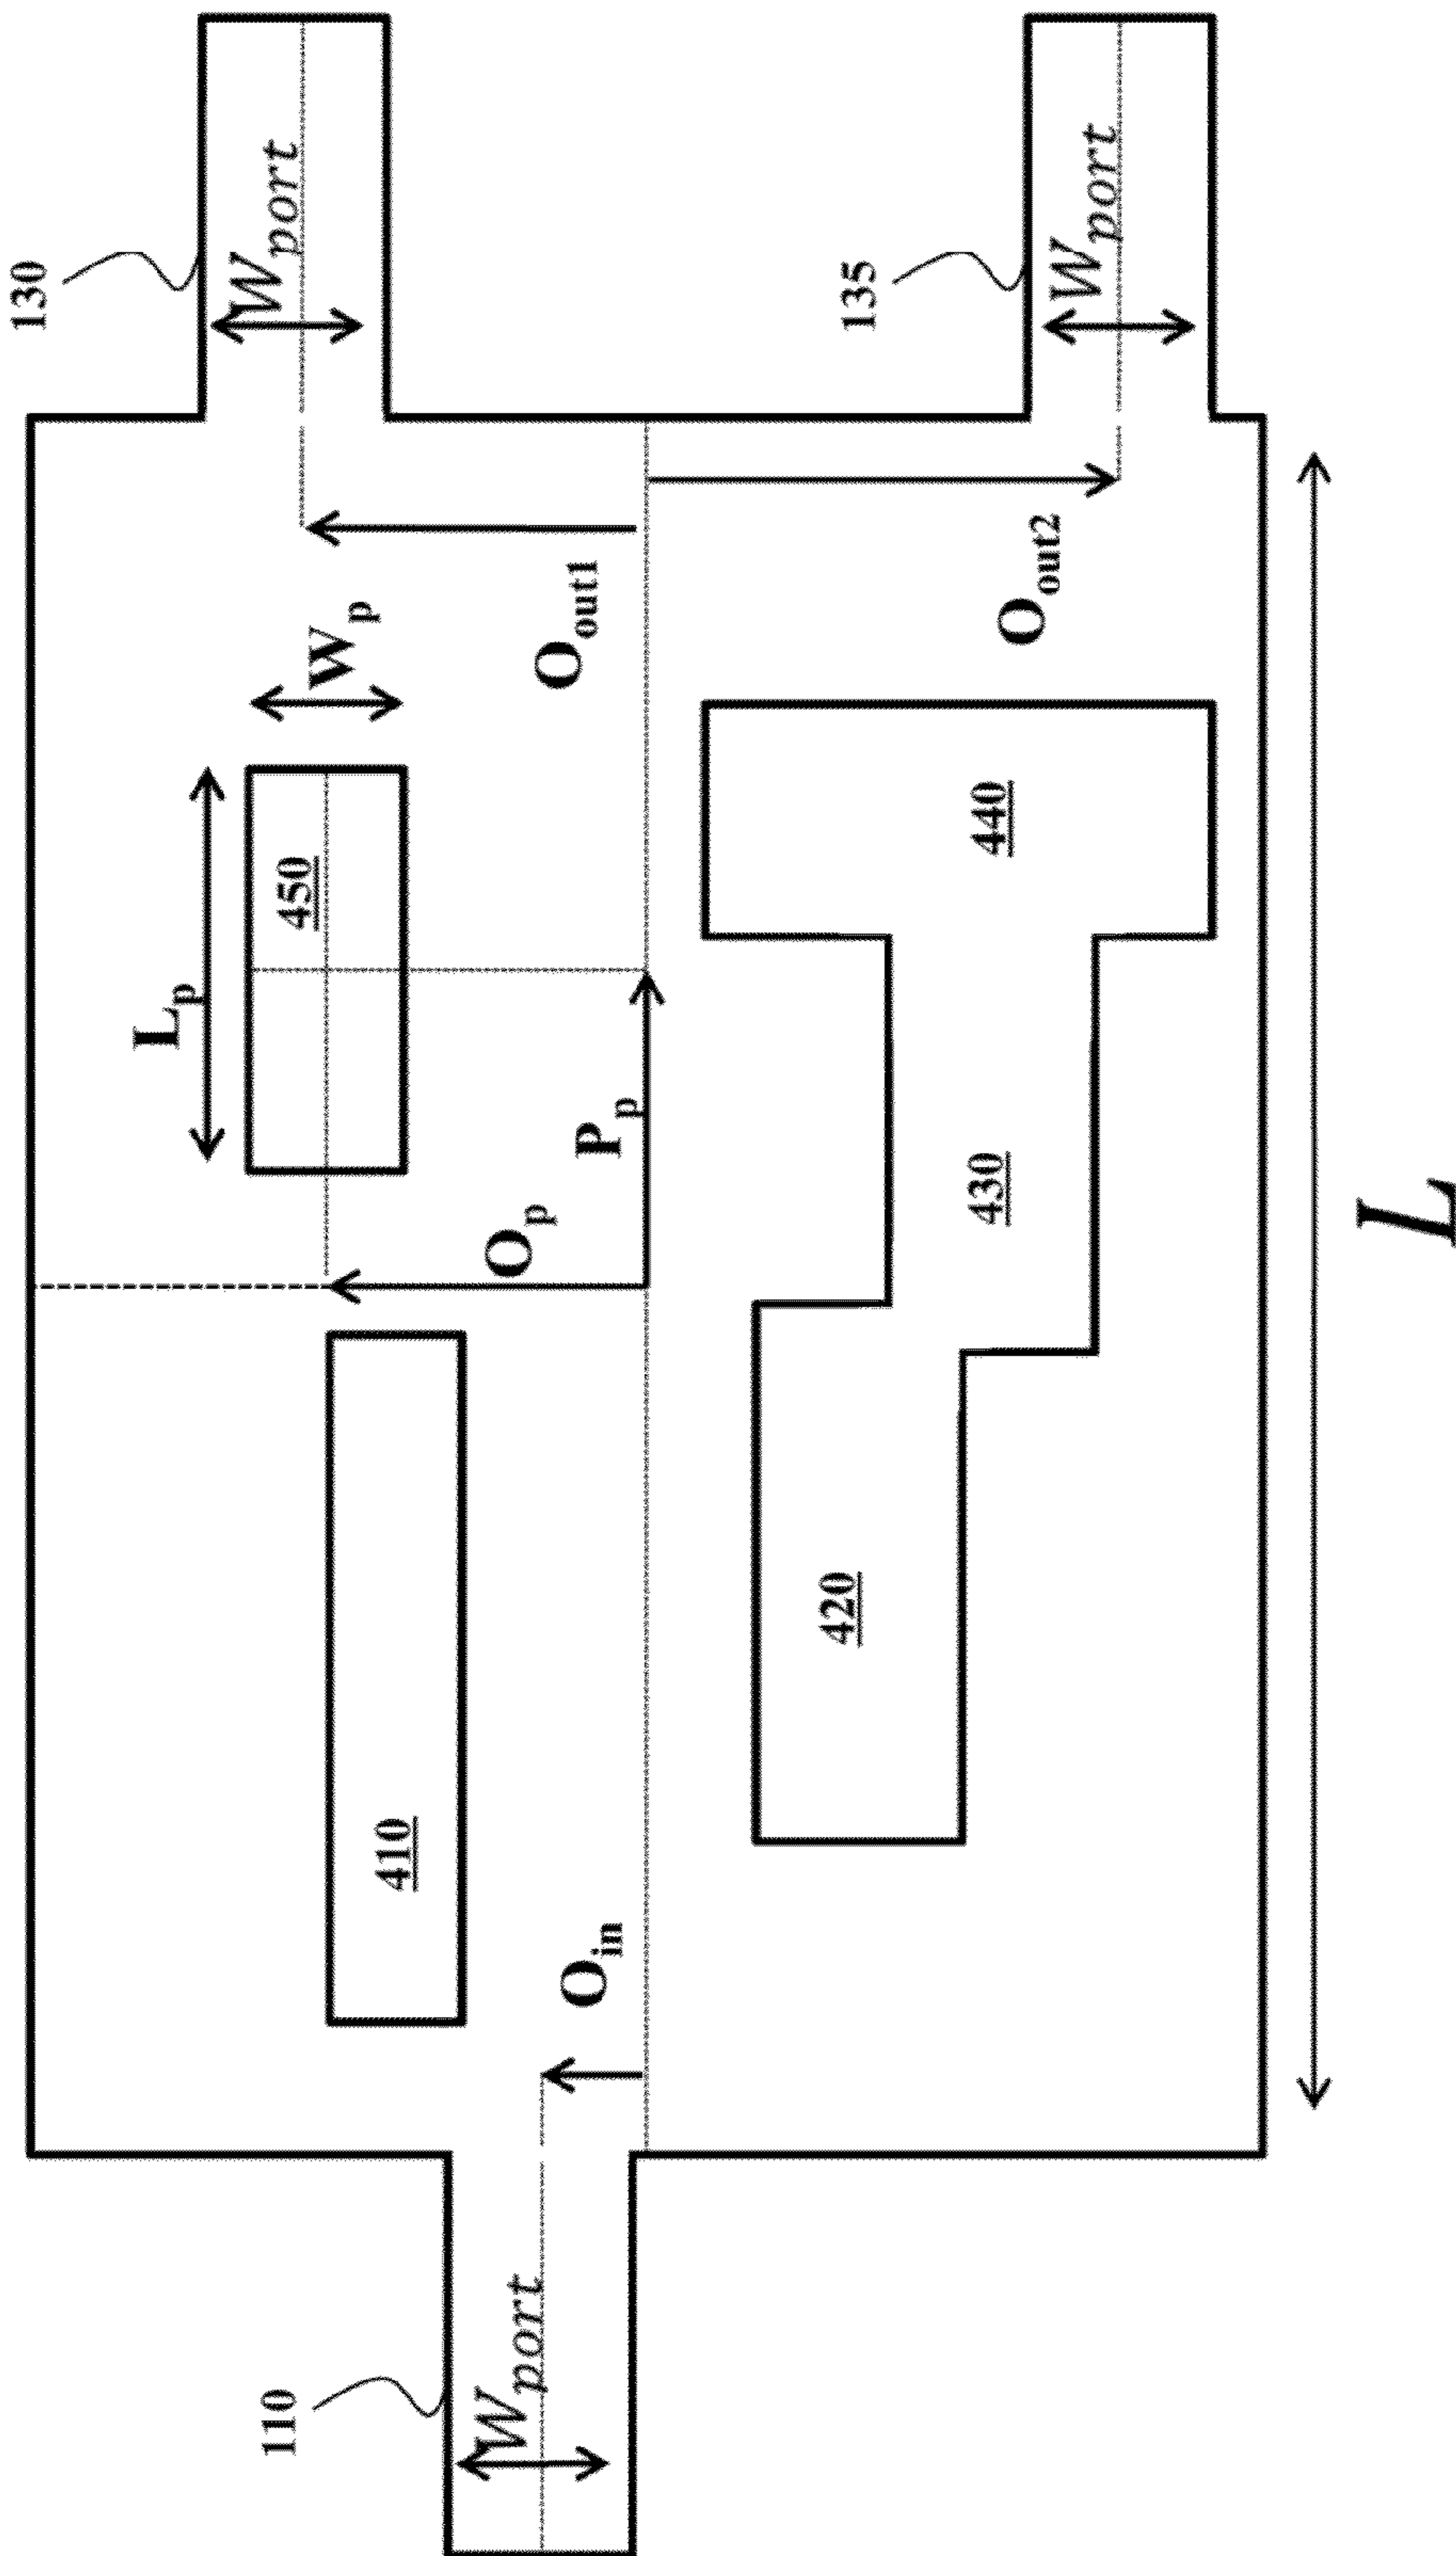 130
W_port
135
W_port
W_p
L_p
450
O_out1
O_out2
P_p
O_p
440
430
410
420
O_in
110
W_port
L